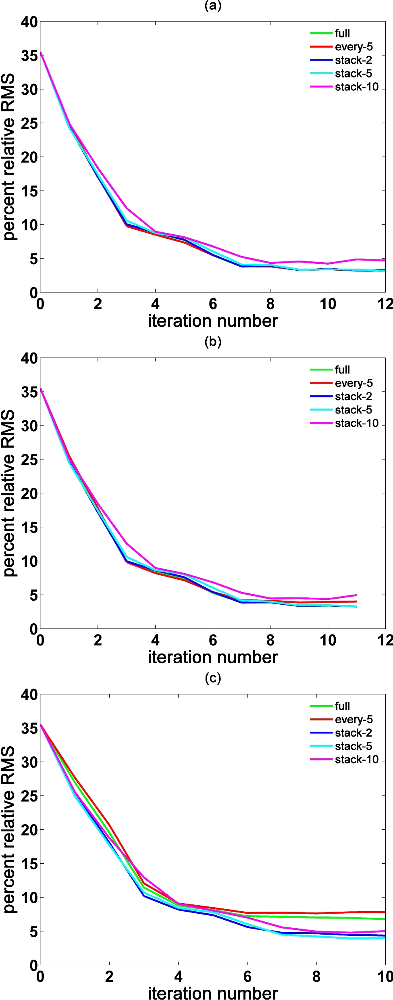 (a)
40
35
30
25
20
15
10
5
0
percent relative RMS
full
every-5
stack-2
stack-5
stack-10
0 2 4 6 8 10 12
iteration number
(b)
40
35
30
25
20
15
10
5
0
percent relative RMS
full
every-5
stack-2
stack-5
stack-10
0 2 4 6 8 10 12
iteration number
(c)
40
35
30
25
20
15
10
5
0
percent relative RMS
full
every-5
stack-2
stack-5
stack-10
0 2 4 6 8 10
iteration number